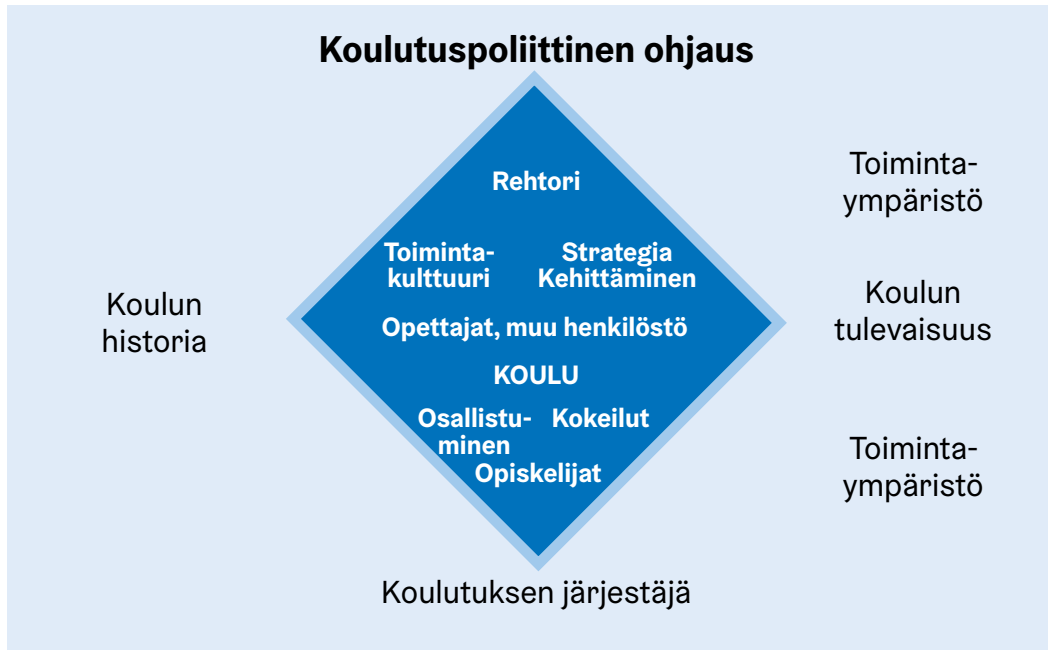 Koulutuspoliittinen ohjaus
Rehtori
Toiminta-
kulttuuri
Strategia
Kehittäminen
Opettajat, muu henkilöstö
KOULU
Osallistu-
minen
Kokeilut
Opiskelijat
Koulun
historia
Toiminta-
ympäristö
Koulun
tulevaisuus
Toiminta-
ympäristö
Koulutuksen järjestäjä